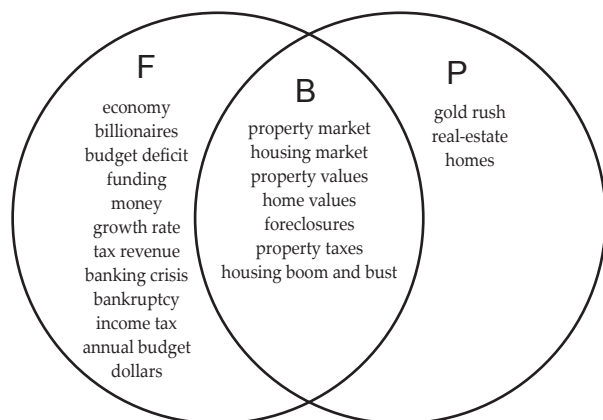 F
economy
billionaires
budget deficit
funding
money
growth rate
tax revenue
banking crisis
bankruptcy
income tax
annual budget
dollars
B
property market
housing market
property values
home values
foreclosures
property taxes
housing boom and bust
P
gold rush
real-estate
homes